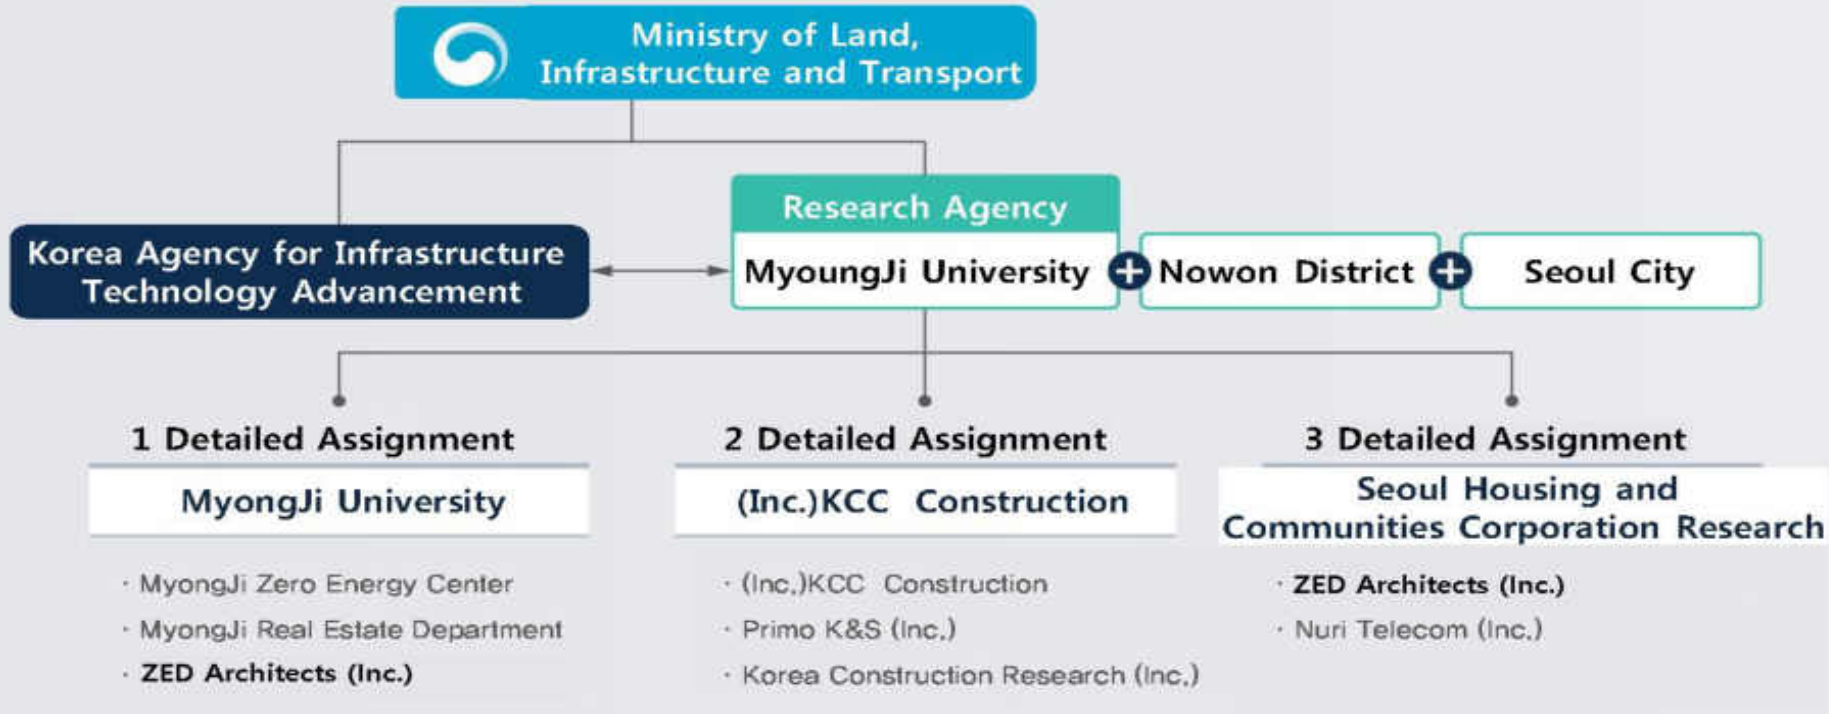 Ministry of Land,
Infrastructure and Transport
Research Agency
Korea Agency for Infrastructure
Technology Advancement
MyoungJi University + Nowon District + Seoul City
1 Detailed Assignment
MyongJi University
· MyongJi Zero Energy Center
· MyongJi Real Estate Department
· ZED Architects (Inc.)
2 Detailed Assignment
(Inc.)KCC Construction
· (Inc.)KCC Construction
· Primo K&S (Inc.)
· Korea Construction Research (Inc.)
3 Detailed Assignment
Seoul Housing and
Communities Corporation Research
· ZED Architects (Inc.)
· Nuri Telecom (Inc.)